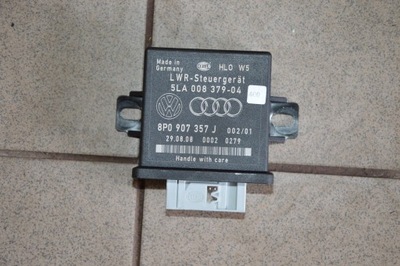 Made in
Germany
HLO W5
LWR-Steuergerät
5LA 008 379-04
8P0 907 357 J 002/01
29.08.08 0002 0279
Handle with care